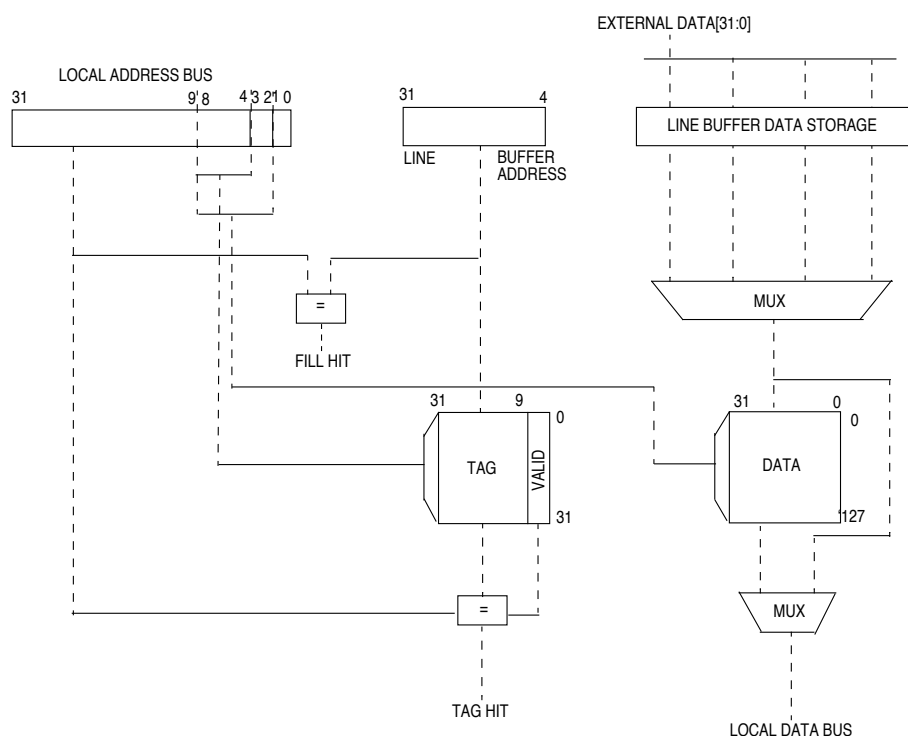 EXTERNAL DATA[31:0]
LOCAL ADDRESS BUS
31 9 8 4 3 2 1 0
31 4
LINE BUFFER DATA STORAGE
LINE BUFFER
ADDRESS
MUX
=
FILL HIT
31 9 0
31 0
0
TAG
VALID
DATA
31
127
=
MUX
TAG HIT
LOCAL DATA BUS